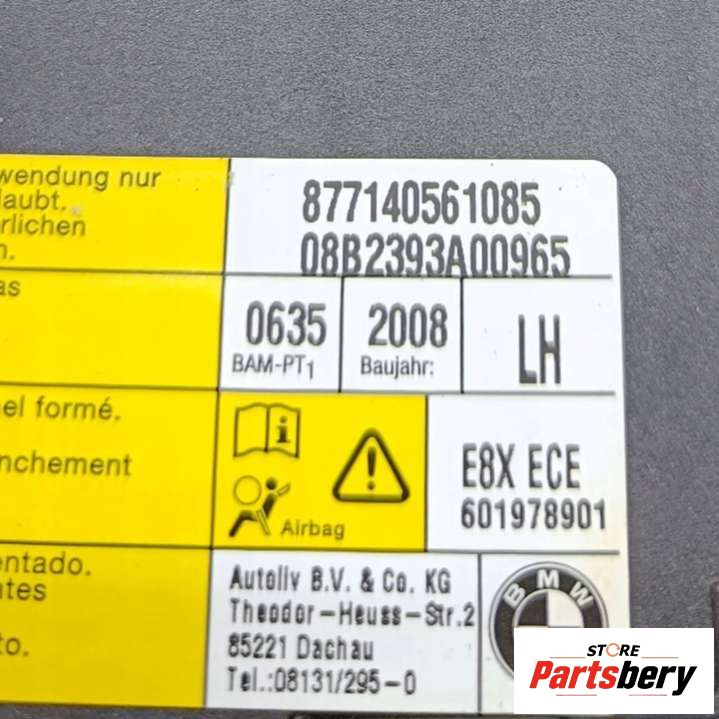 wendung nur
laubt.
rlichen
n.
877140561085
08B2393A00965
as
0635
BAM-PT1
2008
Baujahr:
LH
el formé.
nchement
i
Airbag
E8X ECE
601978901
entado.
tes
to.
Autoliv B.V. & Co. KG
Theodor-Heuss-Str.2
85221 Dachau
Tel.:08131/295-0
BMW
STORE
Partsbery